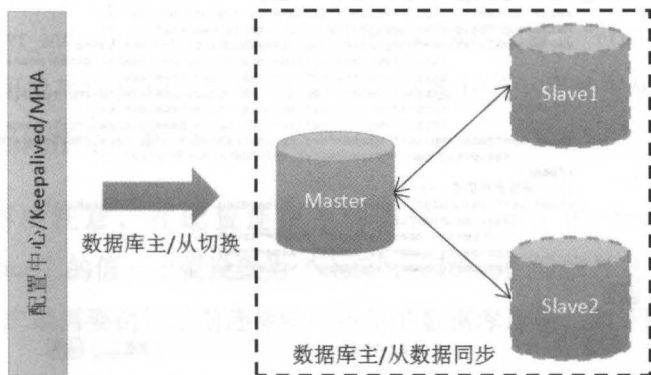 配置中心/Keepalived/MHA
数据库主/从切换
Master
Slave1
Slave2
数据库主/从数据同步